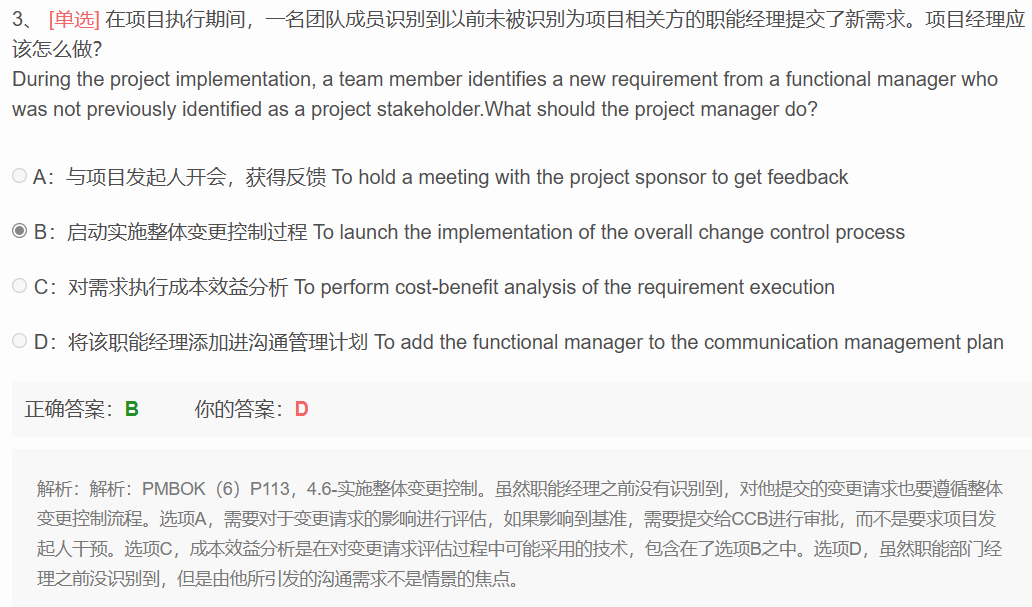 3、 [单选] 在项目执行期间，一名团队成员识别到以前未被识别为项目相关方的职能经理提交了新需求。项目经理应
该怎么做？
During the project implementation, a team member identifies a new requirement from a functional manager who
was not previously identified as a project stakeholder.What should the project manager do?
A：与项目发起人开会，获得反馈 To hold a meeting with the project sponsor to get feedback
B：启动实施整体变更控制过程 To launch the implementation of the overall change control process
C：对需求执行成本效益分析 To perform cost-benefit analysis of the requirement execution
D：将该职能经理添加进沟通管理计划 To add the functional manager to the communication management plan
正确答案：B 你的答案：D
解析：解析：PMBOK（6）P113，4.6-实施整体变更控制。虽然职能经理之前没有识别到，对他提交的变更请求也要遵循整体
变更控制流程。选项A，需要对于变更请求的影响进行评估，如果影响到基准，需要提交给CCB进行审批，而不是要求项目发
起人干预。选项C，成本效益分析是在对变更请求评估过程中可能采用的技术，包含在了选项B之中。选项D，虽然职能部门经
理之前没识别到，但是由他所引发的沟通需求不是情景的焦点。